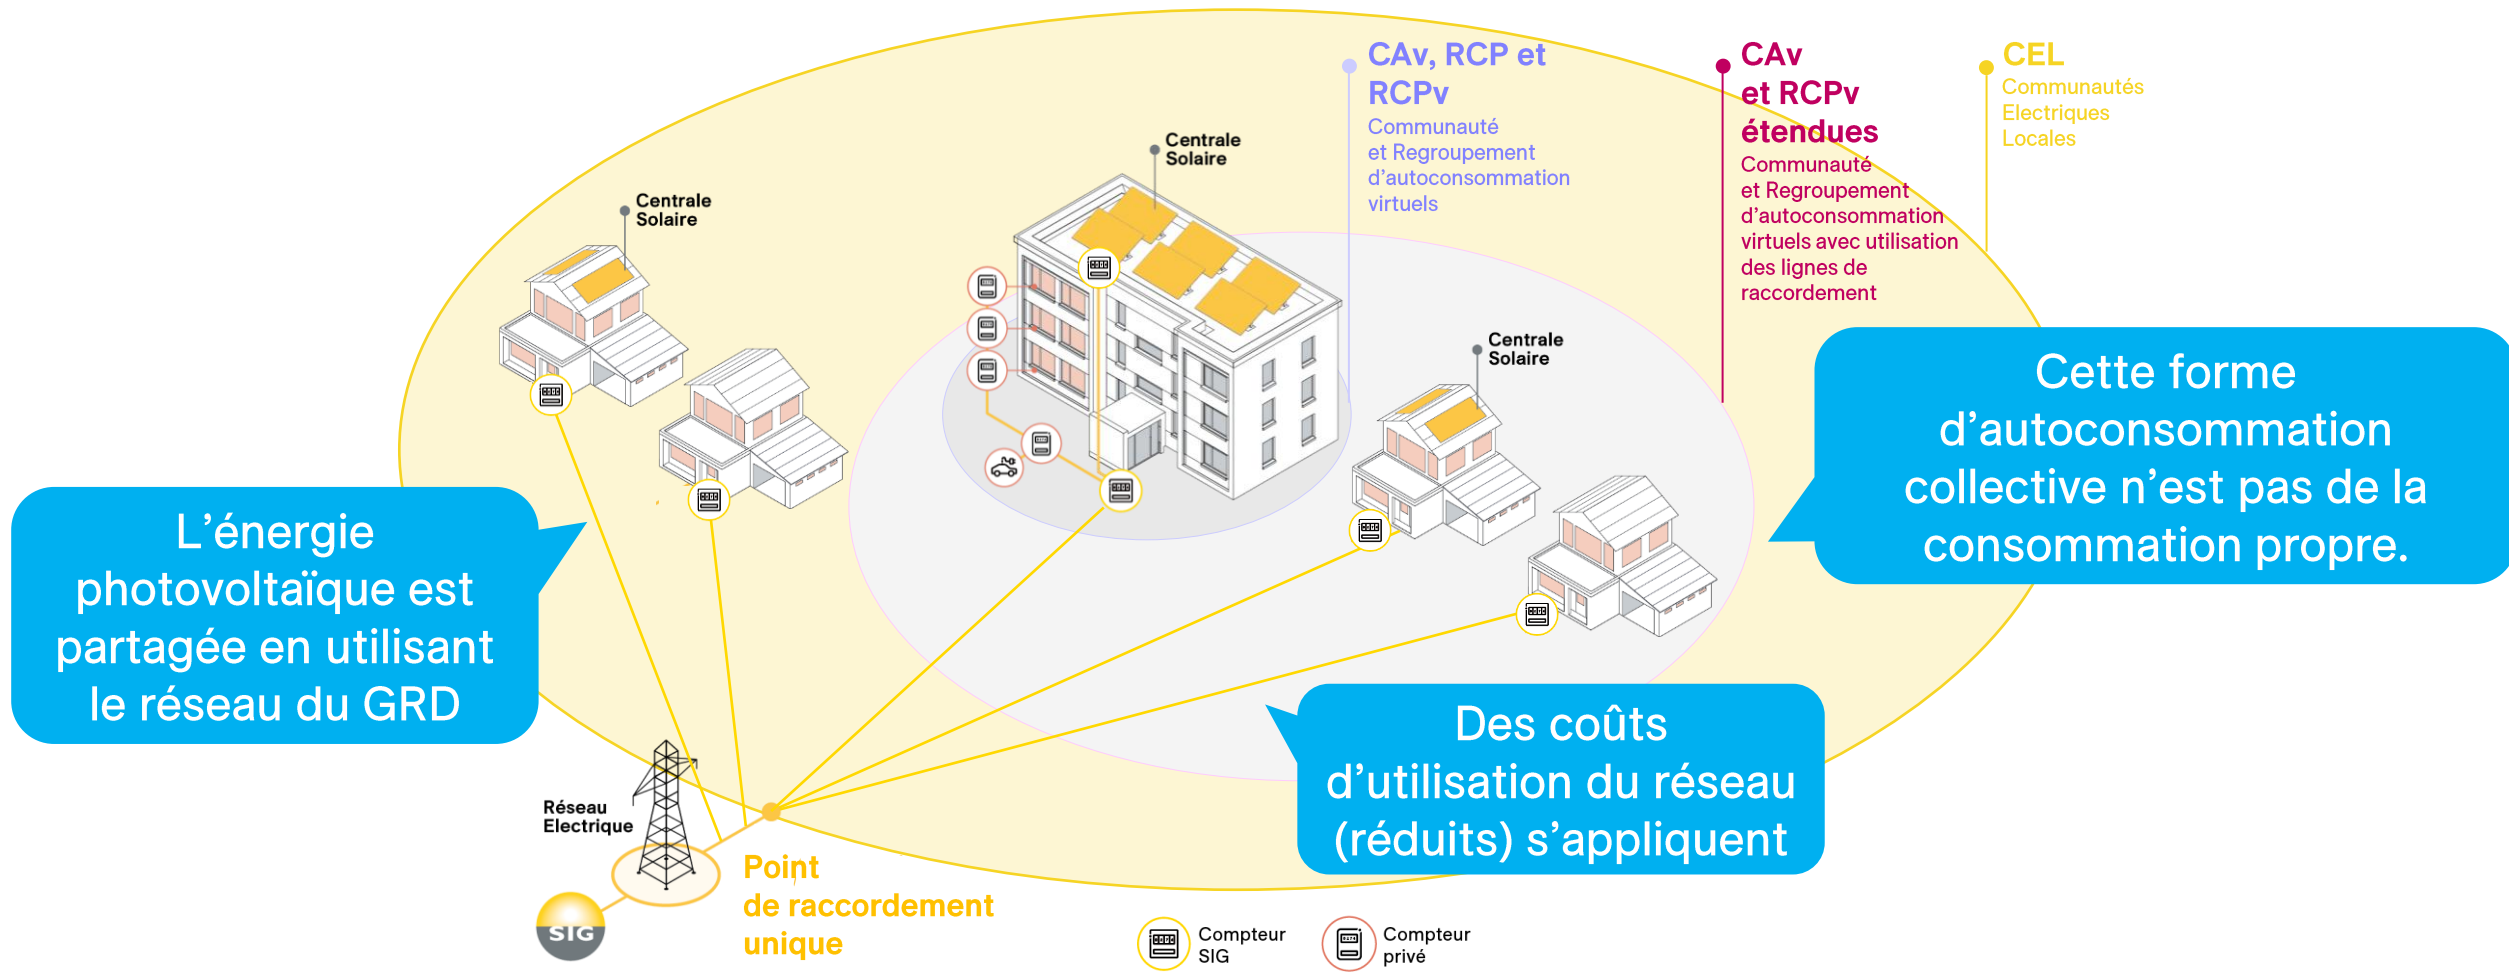 CAv, RCP et
RCPv
Communauté
et Regroupement
d'autoconsommation
virtuels
CAv
et RCPv
étendues
Communauté
et Regroupement
d'autoconsommation
virtuels avec utilisation
des lignes de
raccordement
CEL
Communautés
Electriques
Locales
Centrale
Solaire
Centrale
Solaire
Centrale
Solaire
Cette forme
d'autoconsommation
collective n'est pas de la
consommation propre.
L'énergie
photovoltaïque est
partagée en utilisant
le réseau du GRD
Des coûts
d'utilisation du réseau
(réduits) s'appliquent
Réseau
Electrique
Point
de raccordement
unique
SIG
Compteur
SIG
Compteur
privé